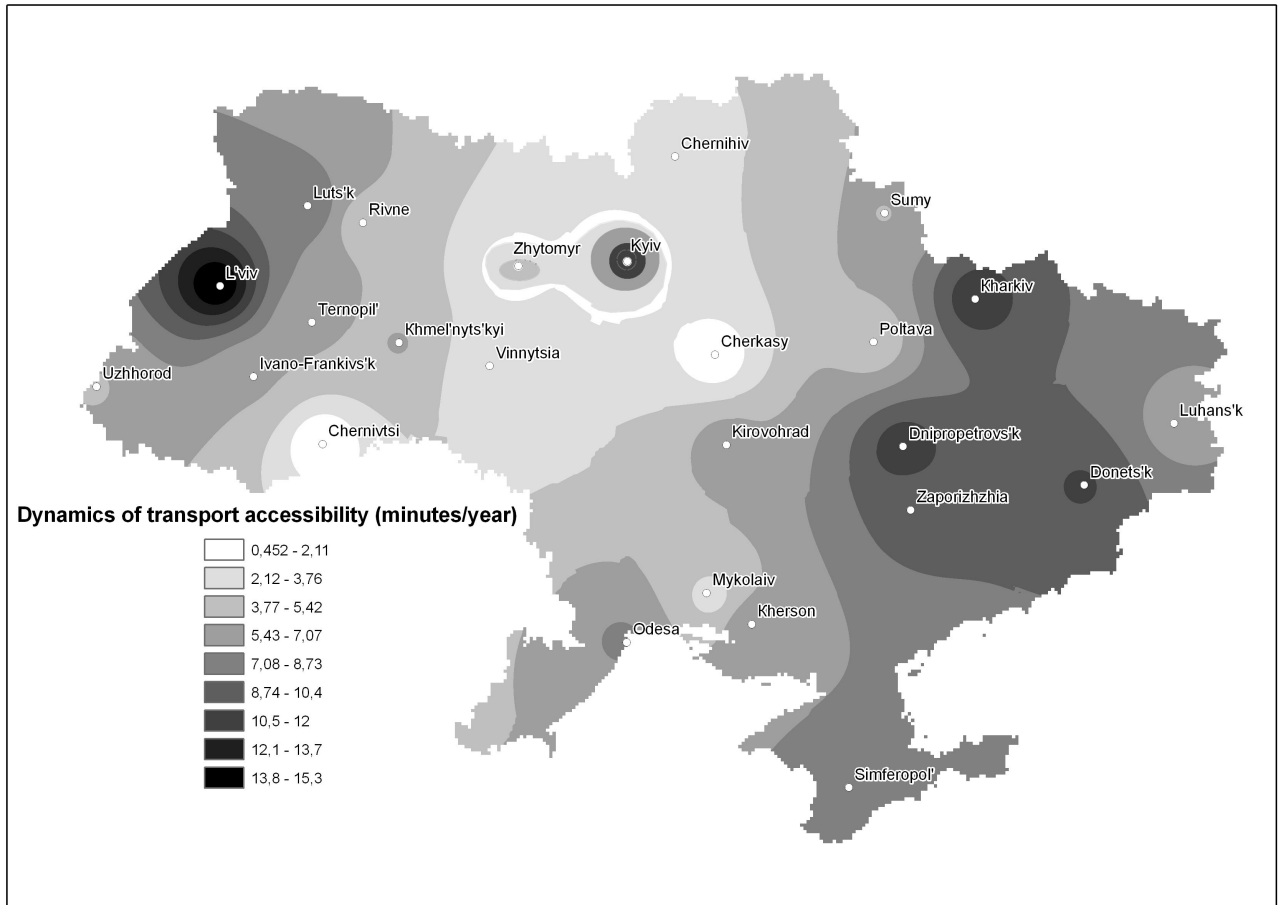 Chernihiv
Luts'k
Rivne
Sumy
Zhytomyr
Kyiv
L'viv
Kharkiv
Ternopil'
Khmel'nyts'kyi
Poltava
Cherkasy
Vinnytsia
Ivano-Frankivs'k
Uzhhorod
Luhans'k
Chernivtsi
Kirovohrad
Dnipropetrovs'k
Donets'k
Zaporizhzhia
Dynamics of transport accessibility (minutes/year)
0,452 - 2,11
2,12 - 3,76
3,77 - 5,42
5,43 - 7,07
7,08 - 8,73
8,74 - 10,4
10,5 - 12
12,1 - 13,7
13,8 - 15,3
Mykolaiv
Kherson
Odesa
Simferopol'